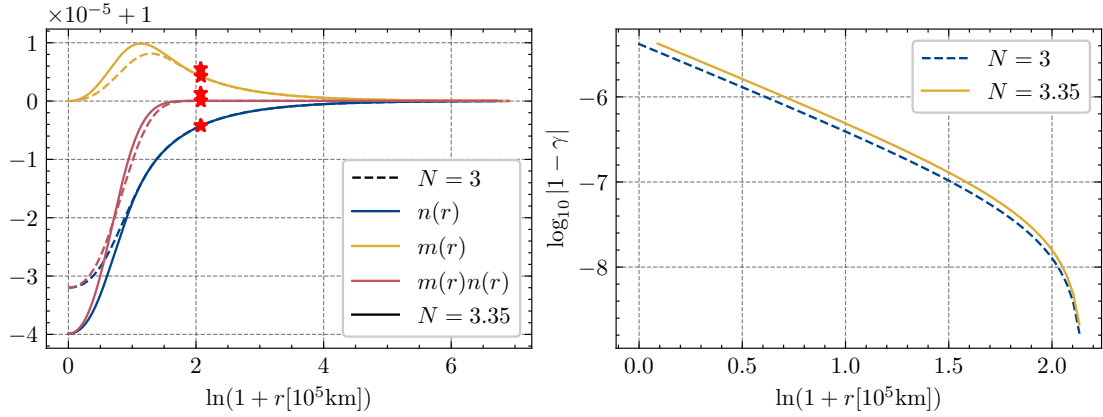 ×10⁻⁵ + 1
1
0
−1
−2
−3
−4
0
2
4
6
ln(1 + r[10⁵km])
N = 3
n(r)
m(r)
m(r)n(r)
N = 3.35
log₁₀ |1 − γ|
−6
−7
−8
0.0
0.5
1.0
1.5
2.0
ln(1 + r[10⁵km])
N = 3
N = 3.35